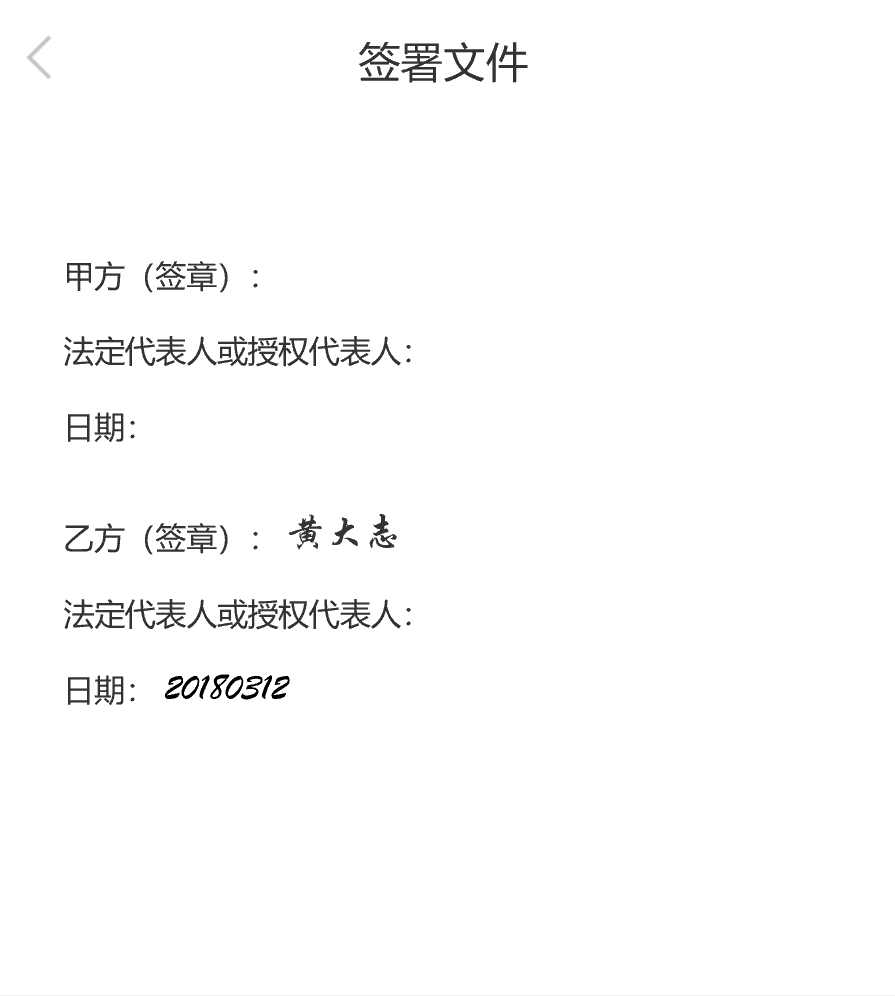 签署文件
甲方（签章）：
法定代表人或授权代表人：
日期：
乙方（签章）： 黄大志
法定代表人或授权代表人：
日期： 20180312